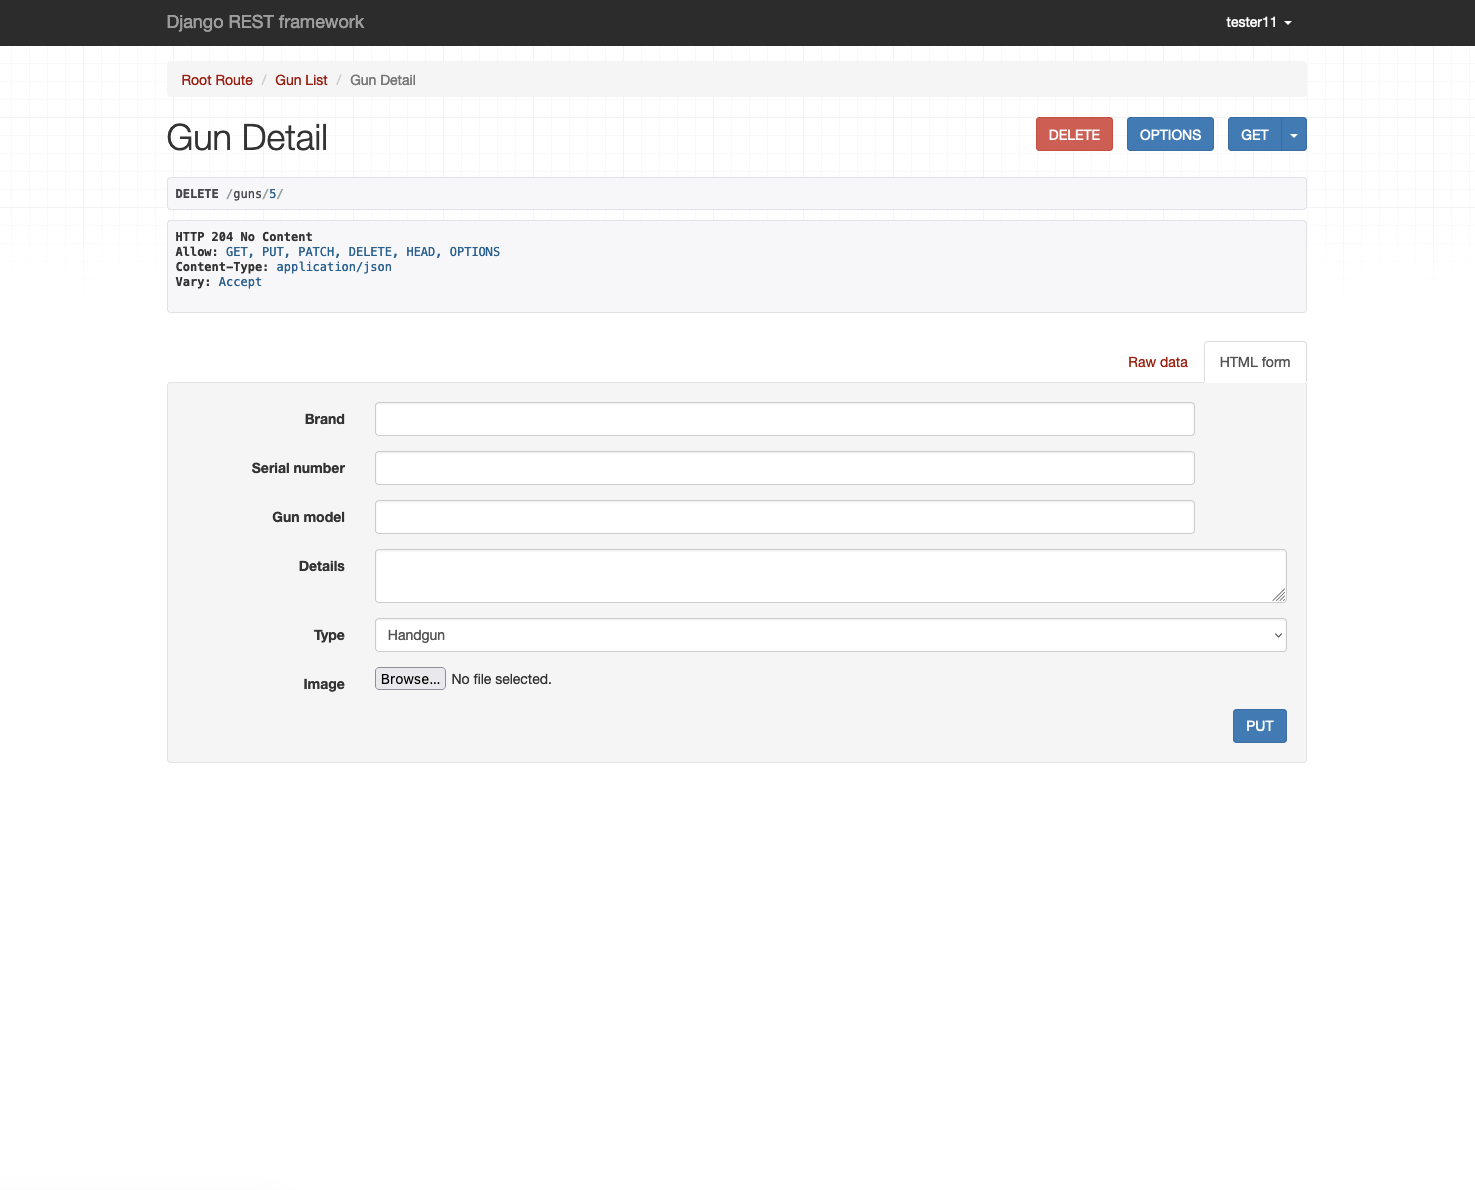 Django REST framework
tester11
Root Route / Gun List / Gun Detail
Gun Detail
DELETE
OPTIONS
GET
DELETE /guns/5/
HTTP 204 No Content
Allow: GET, PUT, PATCH, DELETE, HEAD, OPTIONS
Content-Type: application/json
Vary: Accept
Raw data
HTML form
Brand
Serial number
Gun model
Details
Type
Handgun
Image
Browse... No file selected.
PUT